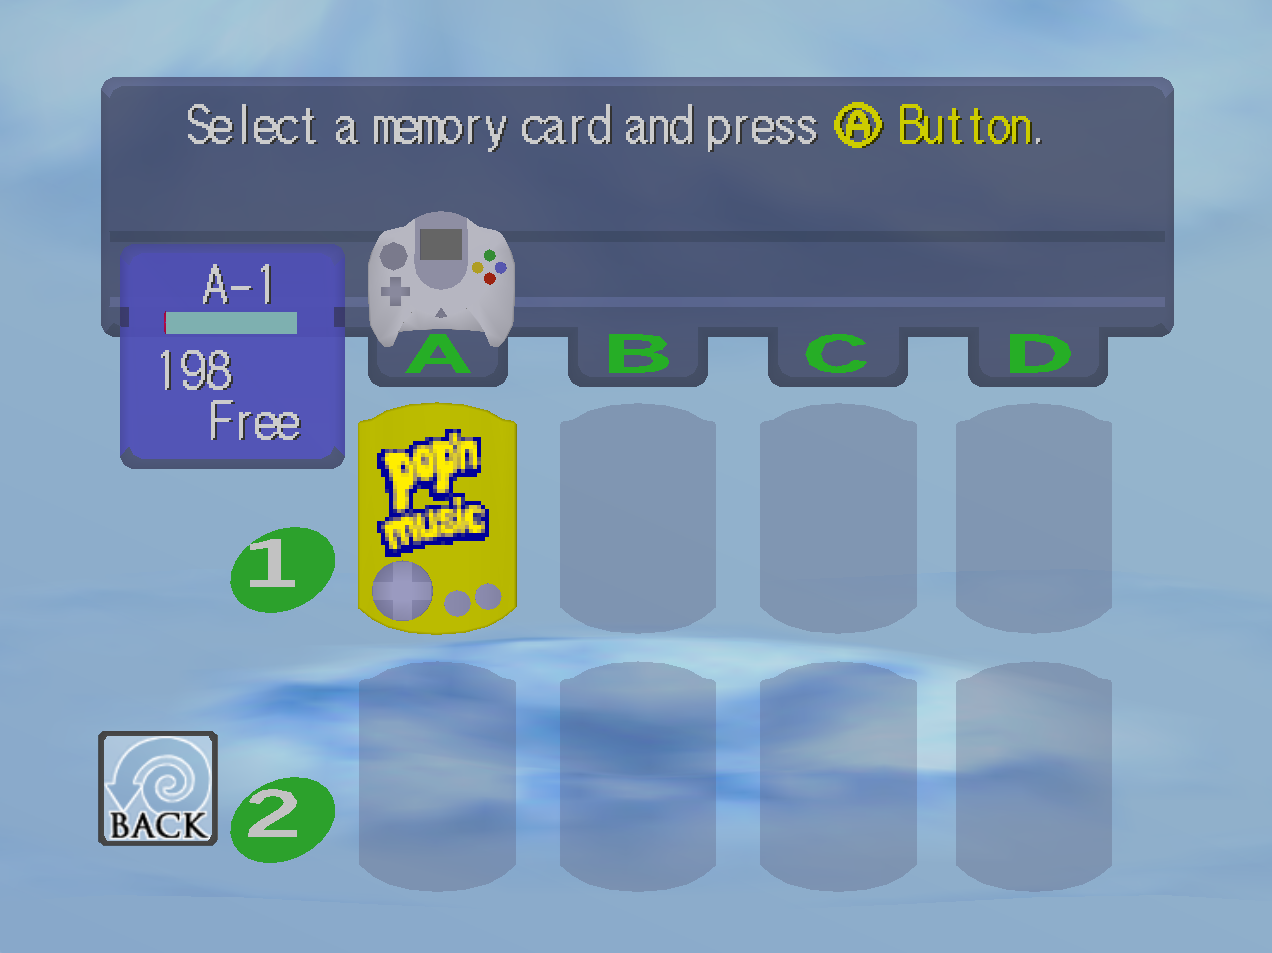 Select a memory card and press Ⓐ Button.
A-1
198
Free
A B C D
pop'n
music
1
BACK
2